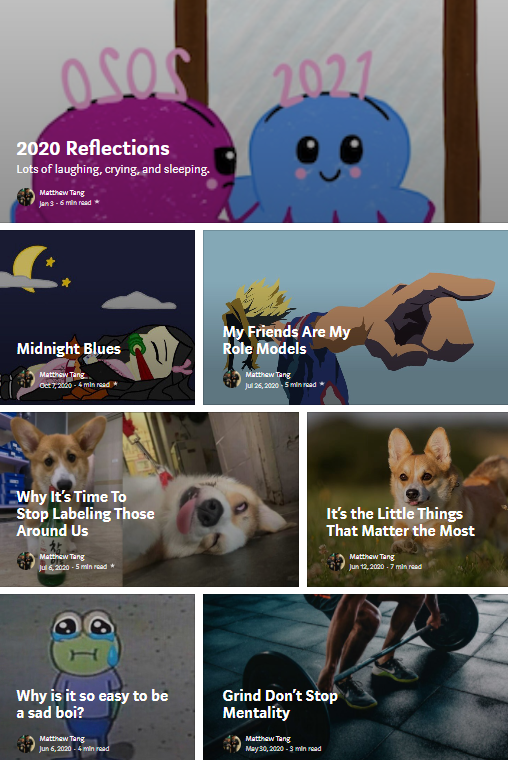 2020
2021
2020 Reflections
Lots of laughing, crying, and sleeping.
Matthew Tang
Jan 3 · 6 min read ★
Midnight Blues
Matthew Tang
Oct 7, 2020 · 4 min read ★
My Friends Are My
Role Models
Matthew Tang
Jul 26, 2020 · 5 min read ★
Why It's Time To
Stop Labeling Those
Around Us
Matthew Tang
Jul 6, 2020 · 5 min read ★
It's the Little Things
That Matter the Most
Matthew Tang
Jun 12, 2020 · 7 min read
Why is it so easy to be
a sad boi?
Matthew Tang
Jun 6, 2020 · 4 min read
Grind Don't Stop
Mentality
Matthew Tang
May 30, 2020 · 3 min read